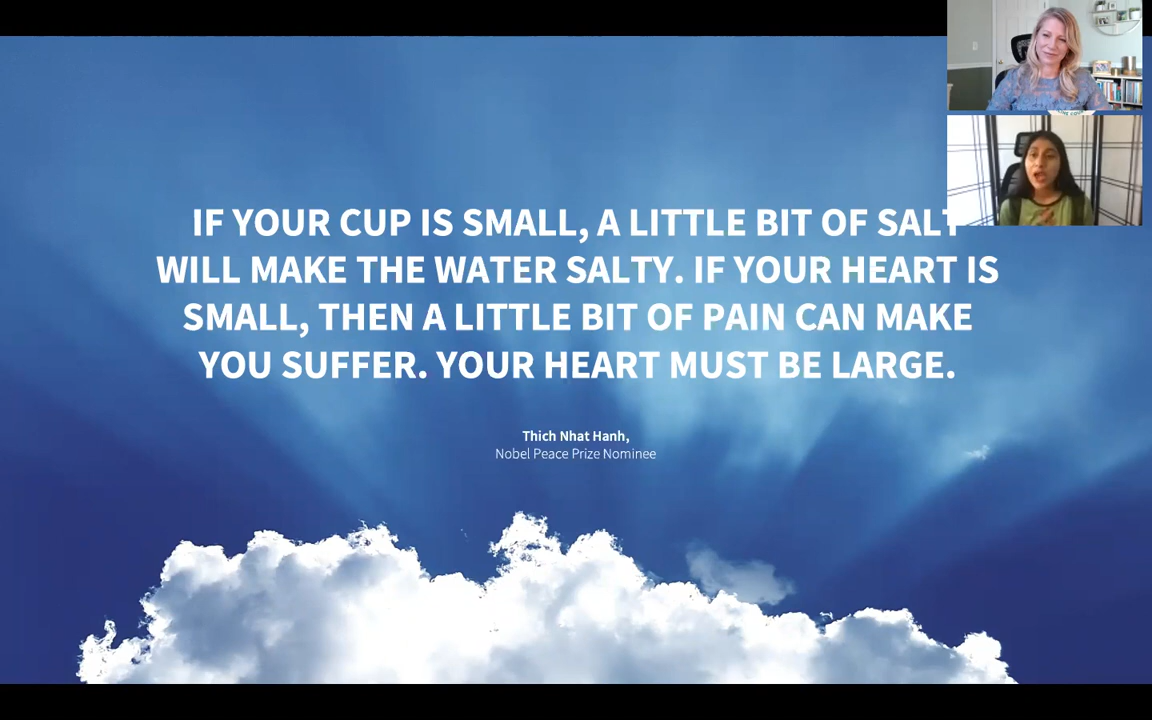 IF YOUR CUP IS SMALL, A LITTLE BIT OF SALT
WILL MAKE THE WATER SALTY. IF YOUR HEART IS
SMALL, THEN A LITTLE BIT OF PAIN CAN MAKE
YOU SUFFER. YOUR HEART MUST BE LARGE.
Thich Nhat Hanh,
Nobel Peace Prize Nominee